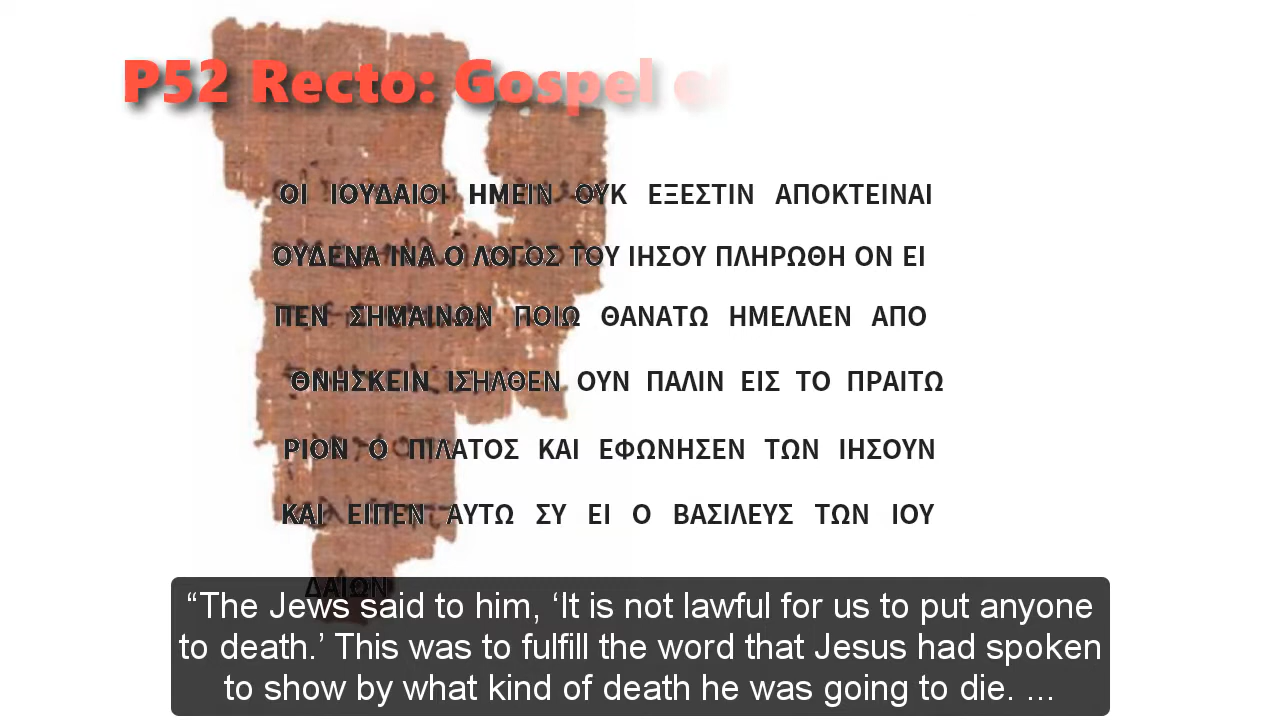 P52 Recto: Gospel of
ΟΙ ΙΟΥΔΑΙΟΙ ΗΜΕΙΝ ΟΥΚ ΕΞΕΣΤΙΝ ΑΠΟΚΤΕΙΝΑΙ
ΟΥΔΕΝΑ ΙΝΑ Ο ΛΟΓΟΣ ΤΟΥ ΙΗΣΟΥ ΠΛΗΡΩΘΗ ΟΝ ΕΙ
ΠΕΝ ΣΗΜΑΙΝΩΝ ΠΟΙΩ ΘΑΝΑΤΩ ΗΜΕΛΛΕΝ ΑΠΟ
ΘΝΗΣΚΕΙΝ ΙΣΗΛΘΕΝ ΟΥΝ ΠΑΛΙΝ ΕΙΣ ΤΟ ΠΡΑΙΤΩ
ΡΙΟΝ Ο ΠΙΛΑΤΟΣ ΚΑΙ ΕΦΩΝΗΣΕΝ ΤΩΝ ΙΗΣΟΥΝ
ΚΑΙ ΕΙΠΕΝ ΑΥΤΩ ΣΥ ΕΙ Ο ΒΑΣΙΛΕΥΣ ΤΩΝ ΙΟΥ
ΔΑΙΩΝ
“The Jews said to him, ‘It is not lawful for us to put anyone
to death.’ This was to fulfill the word that Jesus had spoken
to show by what kind of death he was going to die. ...